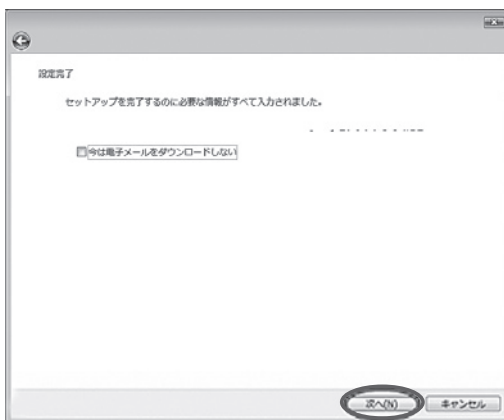 設定完了
セットアップを完了するのに必要な情報がすべて入力されました。
今は電子メールをダウンロードしない
次へ(N)
キャンセル